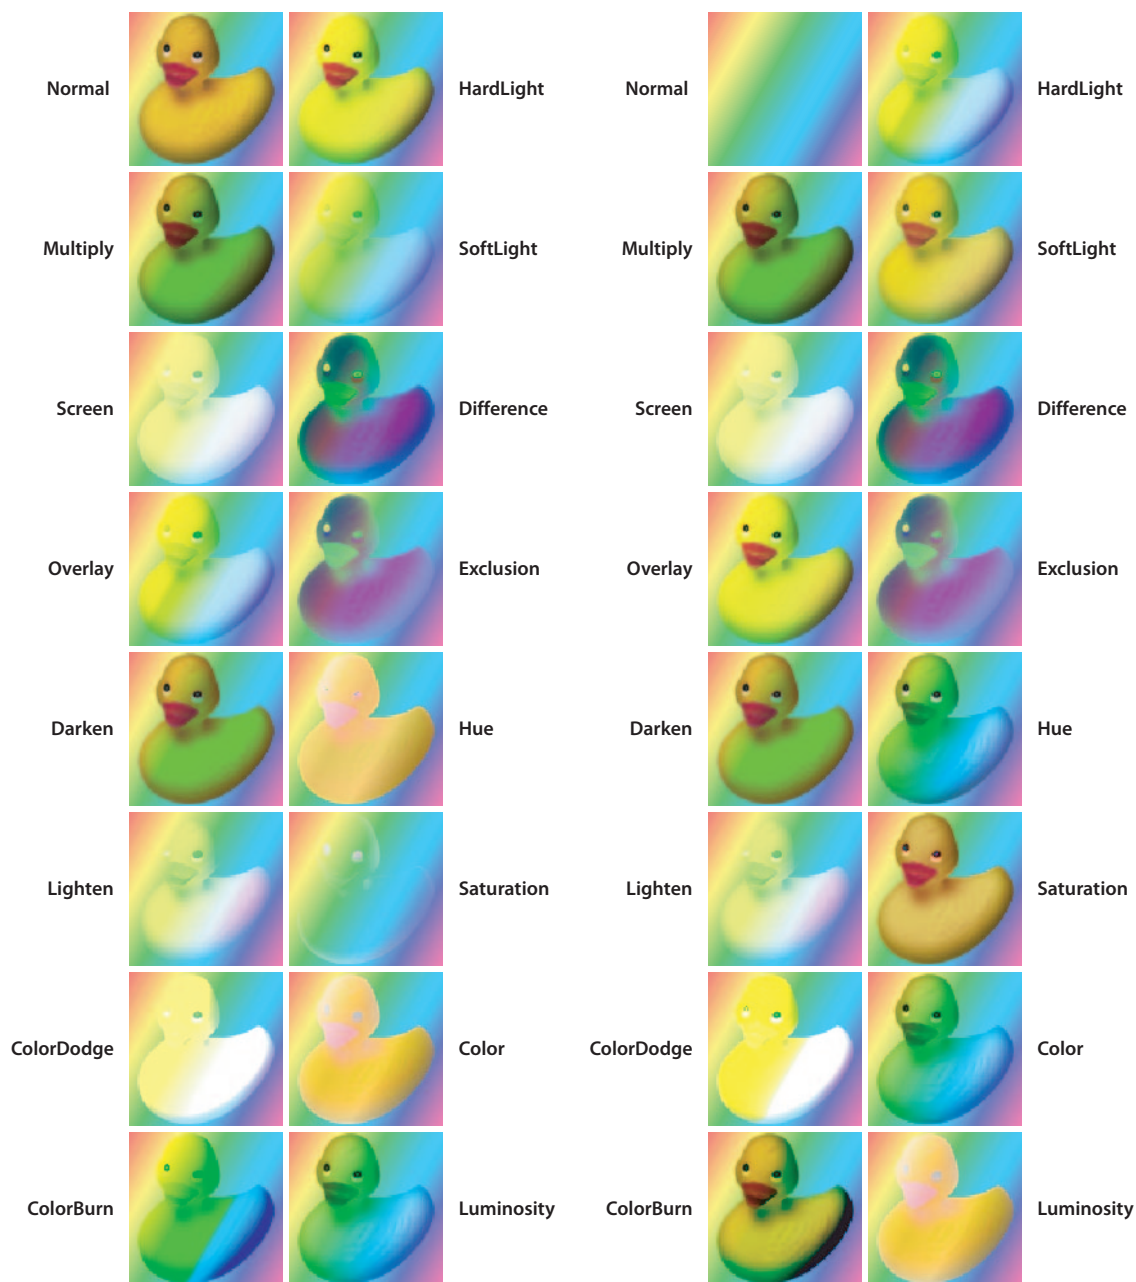 Normal
HardLight
Normal
HardLight
Multiply
SoftLight
Multiply
SoftLight
Screen
Difference
Screen
Difference
Overlay
Exclusion
Overlay
Exclusion
Darken
Hue
Darken
Hue
Lighten
Saturation
Lighten
Saturation
ColorDodge
Color
ColorDodge
Color
ColorBurn
Luminosity
ColorBurn
Luminosity